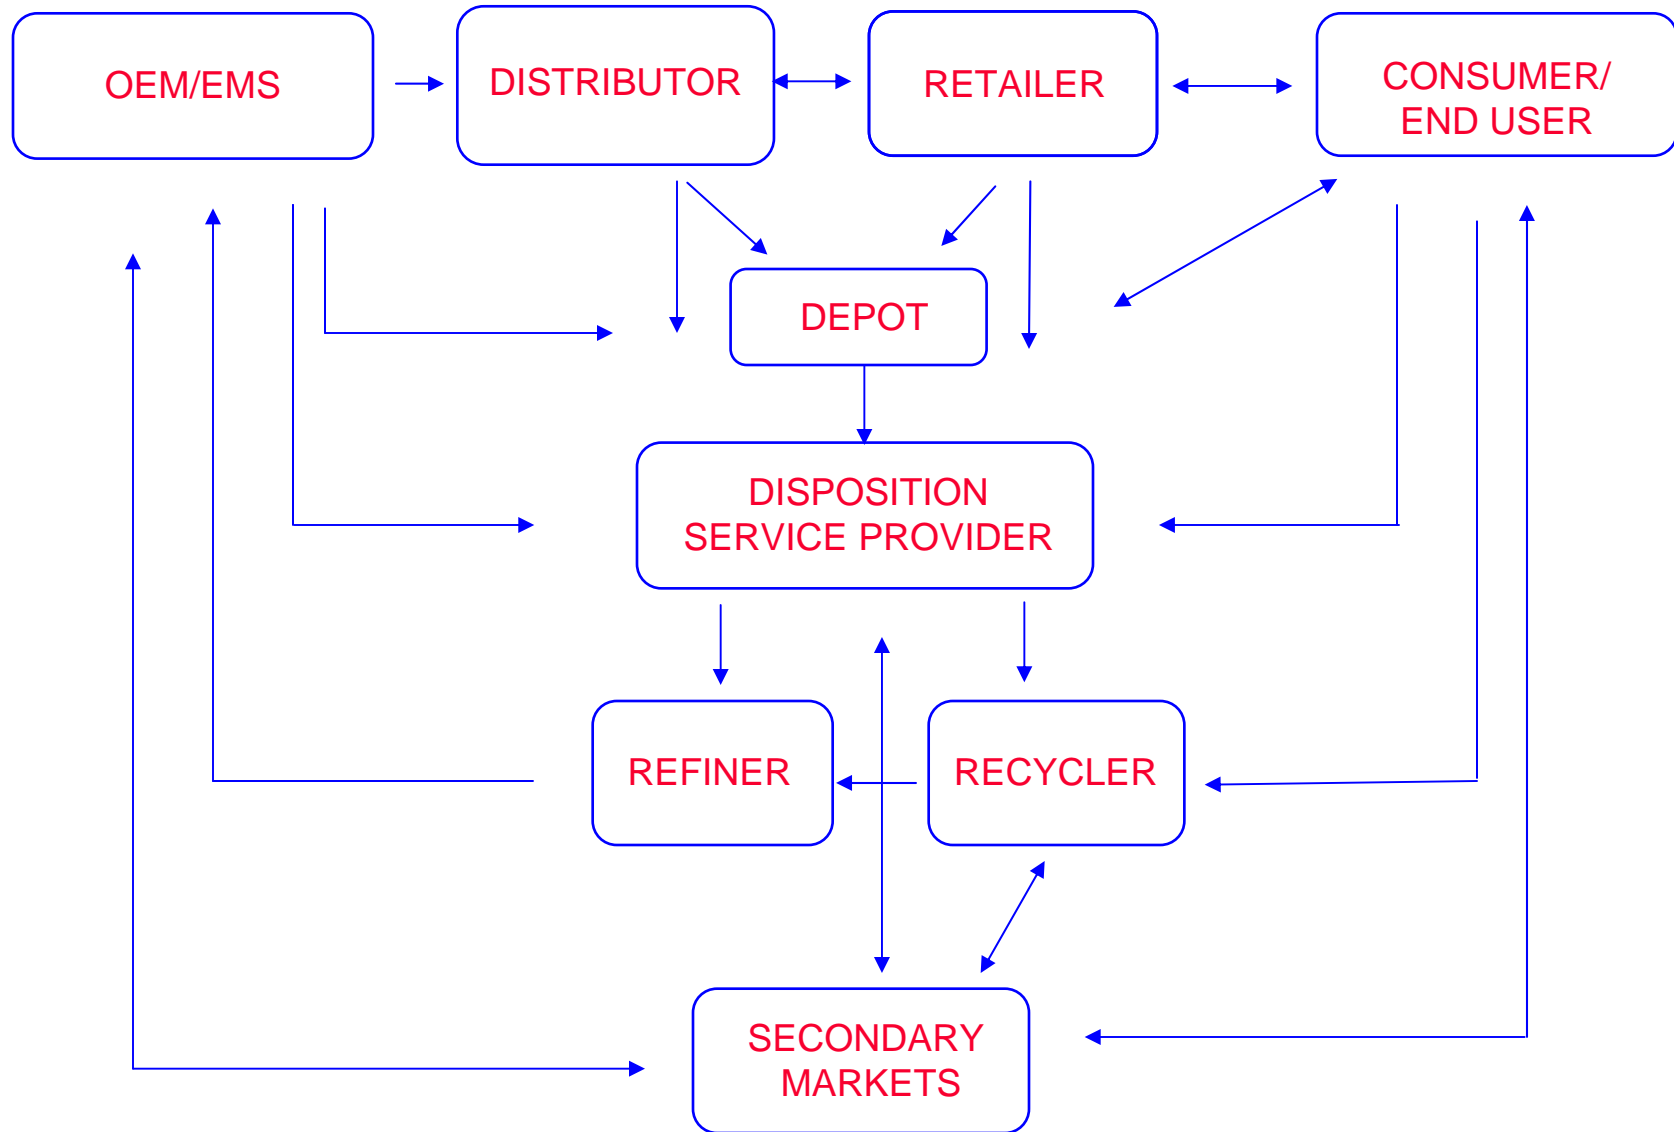 OEM/EMS
DISTRIBUTOR
RETAILER
CONSUMER/
END USER
DEPOT
DISPOSITION
SERVICE PROVIDER
REFINER
RECYCLER
SECONDARY
MARKETS